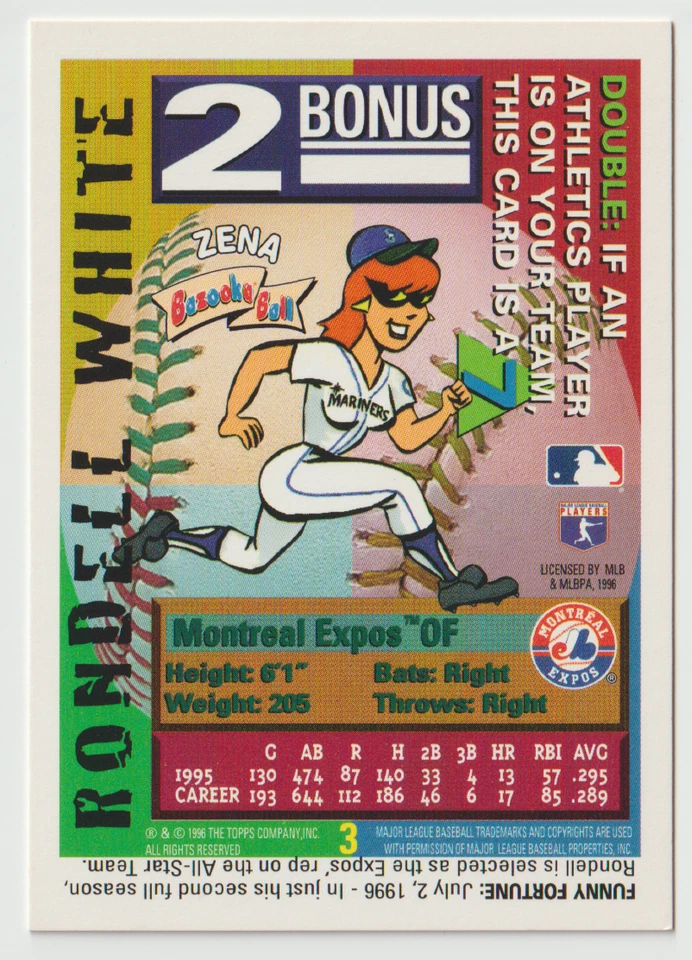 RONDELL WHITE
2 BONUS
DOUBLE: IF AN
ATHLETICS PLAYER
IS ON YOUR TEAM,
THIS CARD IS A
ZENA
Bazooka Ball
S
MARINERS
Z
MAJOR LEAGUE BASEBALL
PLAYERS
LICENSED BY MLB
& MLBPA, 1996
Montreal Expos™ OF
Height: 6'1"
Bats: Right
Weight: 205
Throws: Right
MONTRÉAL
EXPOS ®
G AB R H 2B 3B HR RBI AVG
1995 130 474 87 140 33 4 13 57 .295
CAREER 193 644 112 186 46 6 17 85 .289
® & © 1996 THE TOPPS COMPANY, INC.
ALL RIGHTS RESERVED
3
MAJOR LEAGUE BASEBALL TRADEMARKS AND COPYRIGHTS ARE USED
WITH PERMISSION OF MAJOR LEAGUE BASEBALL PROPERTIES, INC.
FUNNY FORTUNE: July 2, 1996 - In just his second full season,
Rondell is selected as the Expos' rep on the All-Star Team.